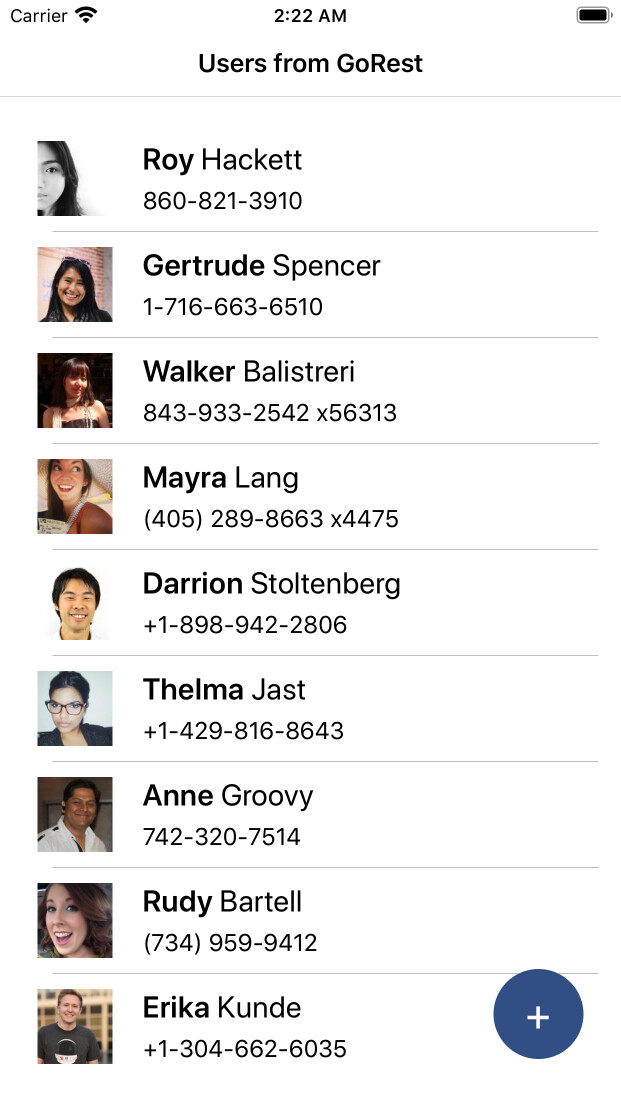 Carrier 2:22 AM
Users from GoRest
Roy Hackett
860-821-3910
Gertrude Spencer
1-716-663-6510
Walker Balistreri
843-933-2542 x56313
Mayra Lang
(405) 289-8663 x4475
Darrion Stoltenberg
+1-898-942-2806
Thelma Jast
+1-429-816-8643
Anne Groovy
742-320-7514
Rudy Bartell
(734) 959-9412
Erika Kunde
+1-304-662-6035
+